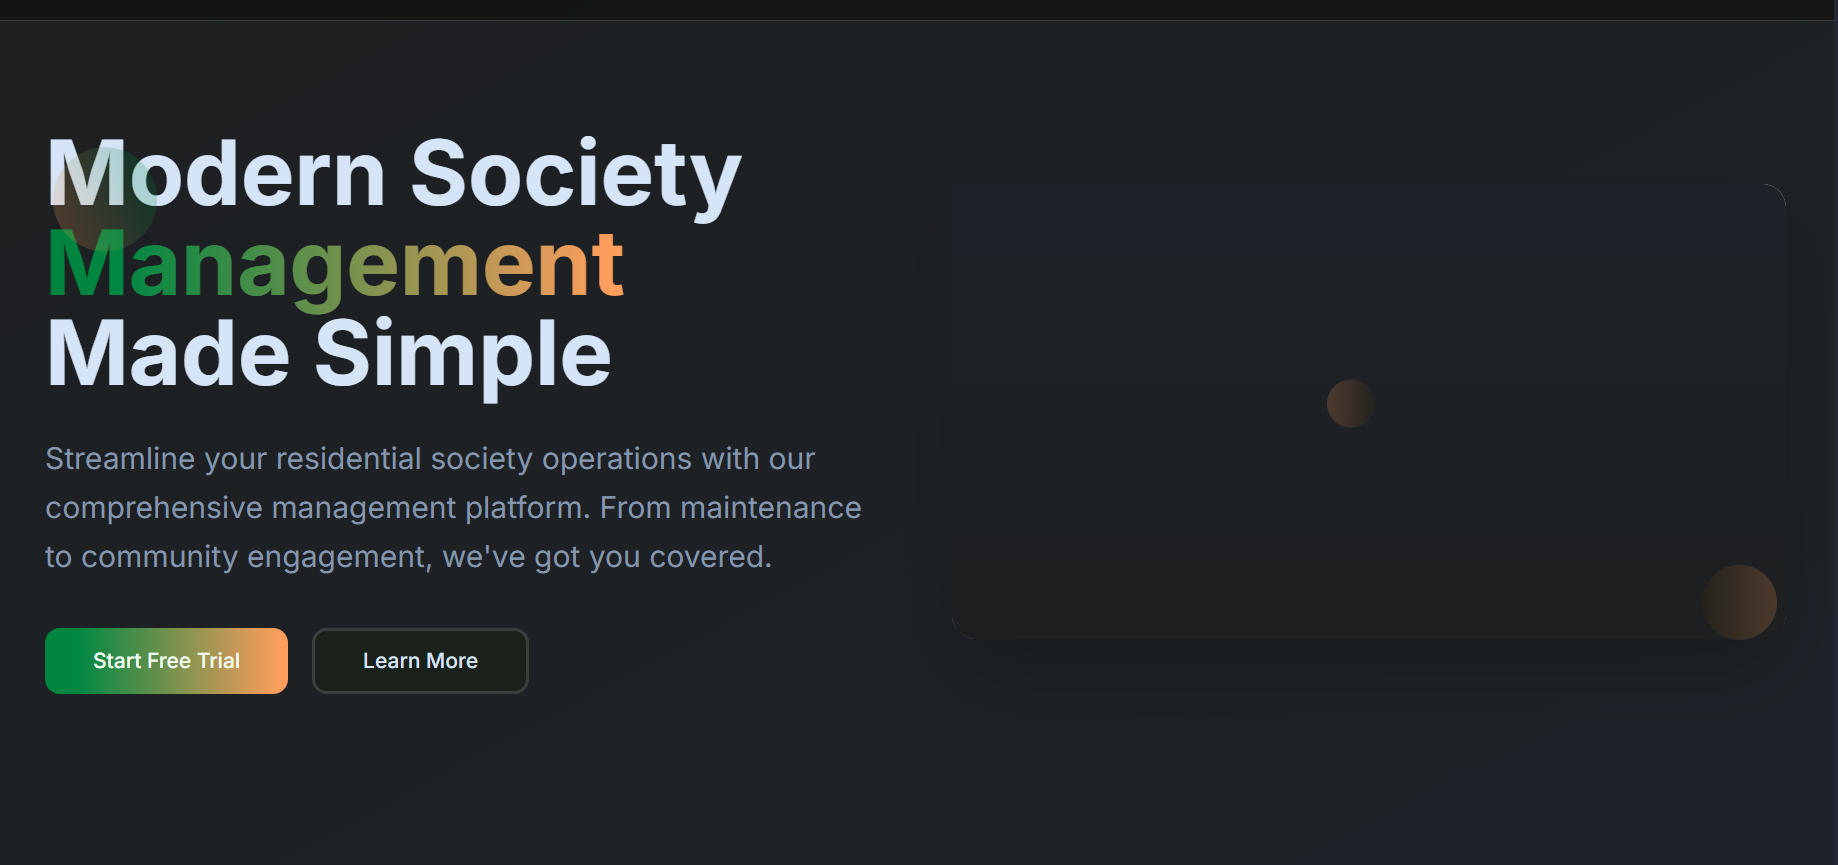 Modern Society
Management
Made Simple
Streamline your residential society operations with our
comprehensive management platform. From maintenance
to community engagement, we've got you covered.
Start Free Trial
Learn More